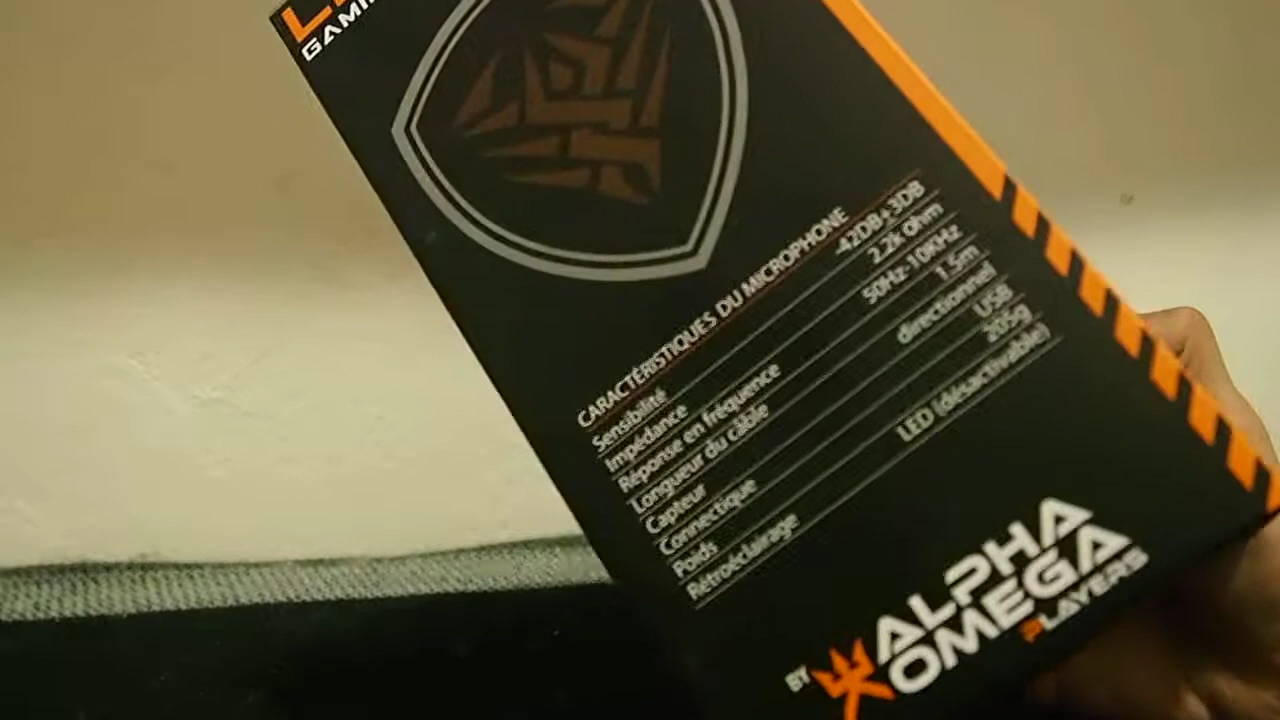 GAMIN
CARACTÉRISTIQUES DU MICROPHONE
Sensibilité -42DB±3DB
Impédance 2.2k Ohm
Réponse en fréquence 50Hz-10KHz
Longueur du câble 1.5m
Capteur directionnel
Connectique USB
Poids 205g
Rétroéclairage LED (désactivable)
BY ALPHA
OMEGA
PLAYERS